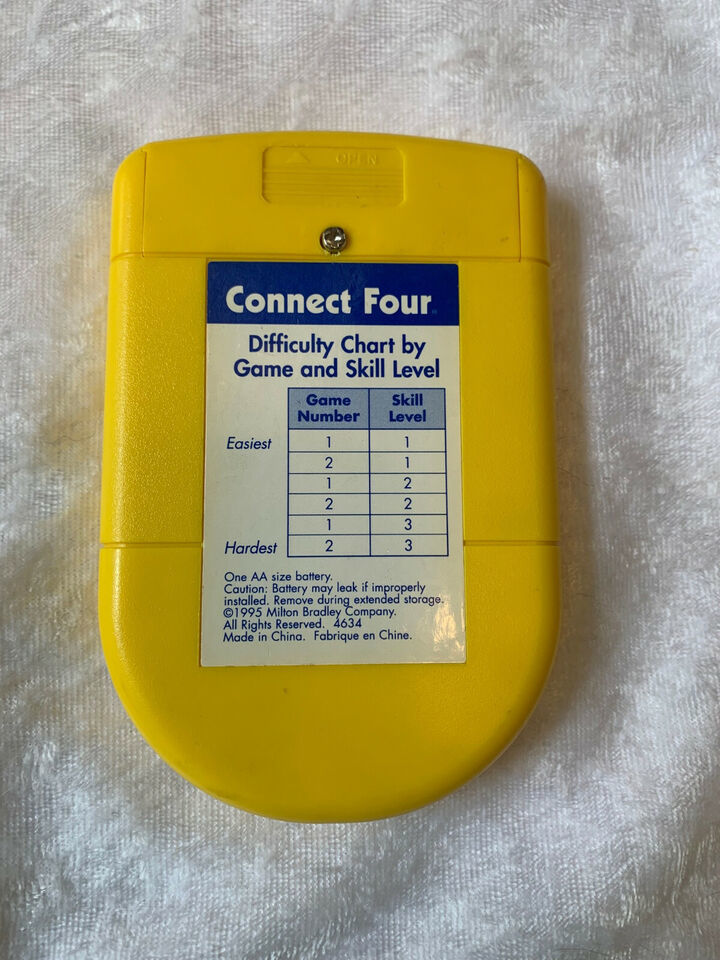 OPEN
Connect Four
Difficulty Chart by
Game and Skill Level
Game Number Skill Level
Easiest 1 1
2 1
1 2
2 2
1 3
Hardest 2 3
One AA size battery.
Caution: Battery may leak if improperly
installed. Remove during extended storage.
©1995 Milton Bradley Company.
All Rights Reserved. 4634
Made in China. Fabrique en Chine.